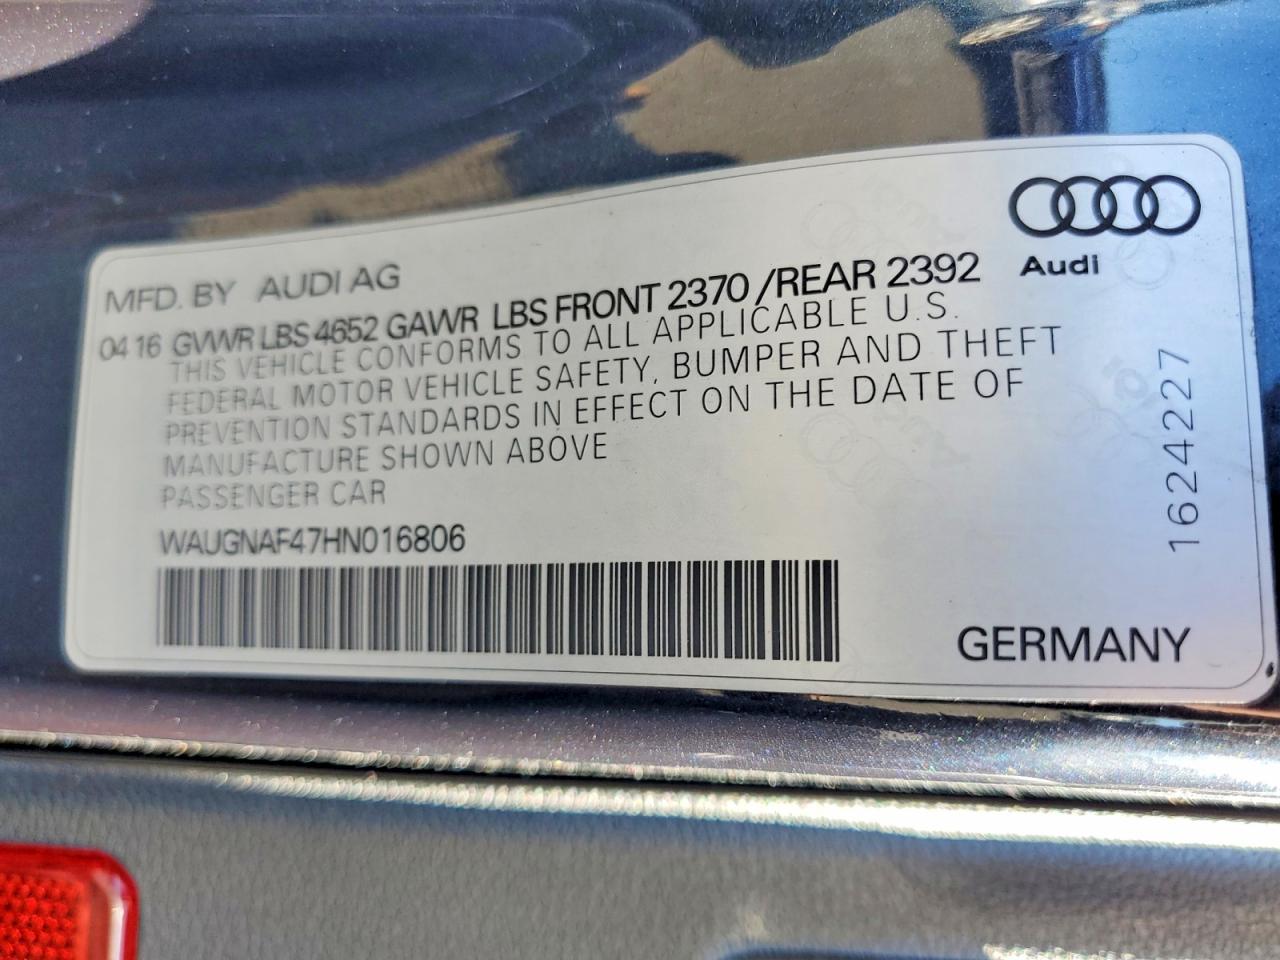 MFD. BY AUDI AG
04 16 GVWR LBS 4652 GAWR LBS FRONT 2370 /REAR 2392
THIS VEHICLE CONFORMS TO ALL APPLICABLE U.S.
FEDERAL MOTOR VEHICLE SAFETY, BUMPER AND THEFT
PREVENTION STANDARDS IN EFFECT ON THE DATE OF
MANUFACTURE SHOWN ABOVE
PASSENGER CAR
WAUGNAF47HN016806
Audi
1624227
GERMANY